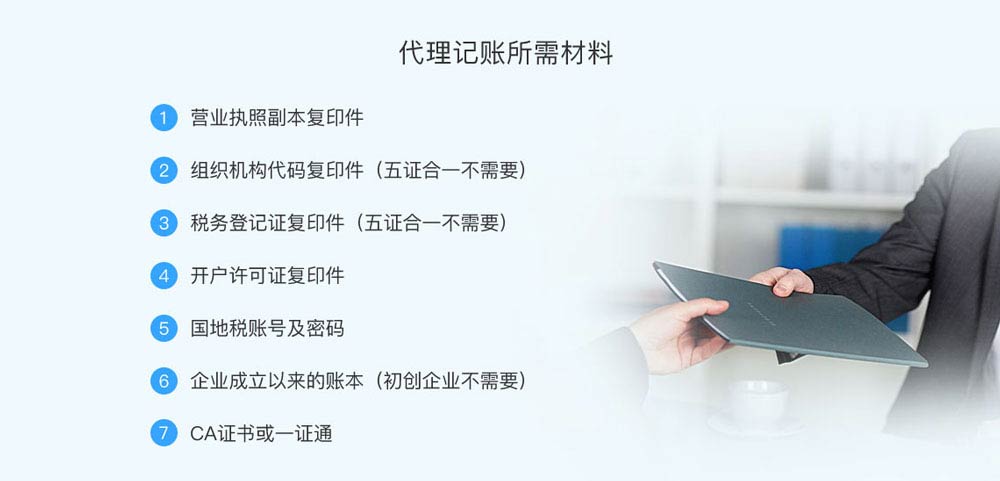 代理记账所需材料
1 营业执照副本复印件
2 组织机构代码复印件（五证合一不需要）
3 税务登记证复印件（五证合一不需要）
4 开户许可证复印件
5 国地税账号及密码
6 企业成立以来的账本（初创企业不需要）
7 CA证书或一证通